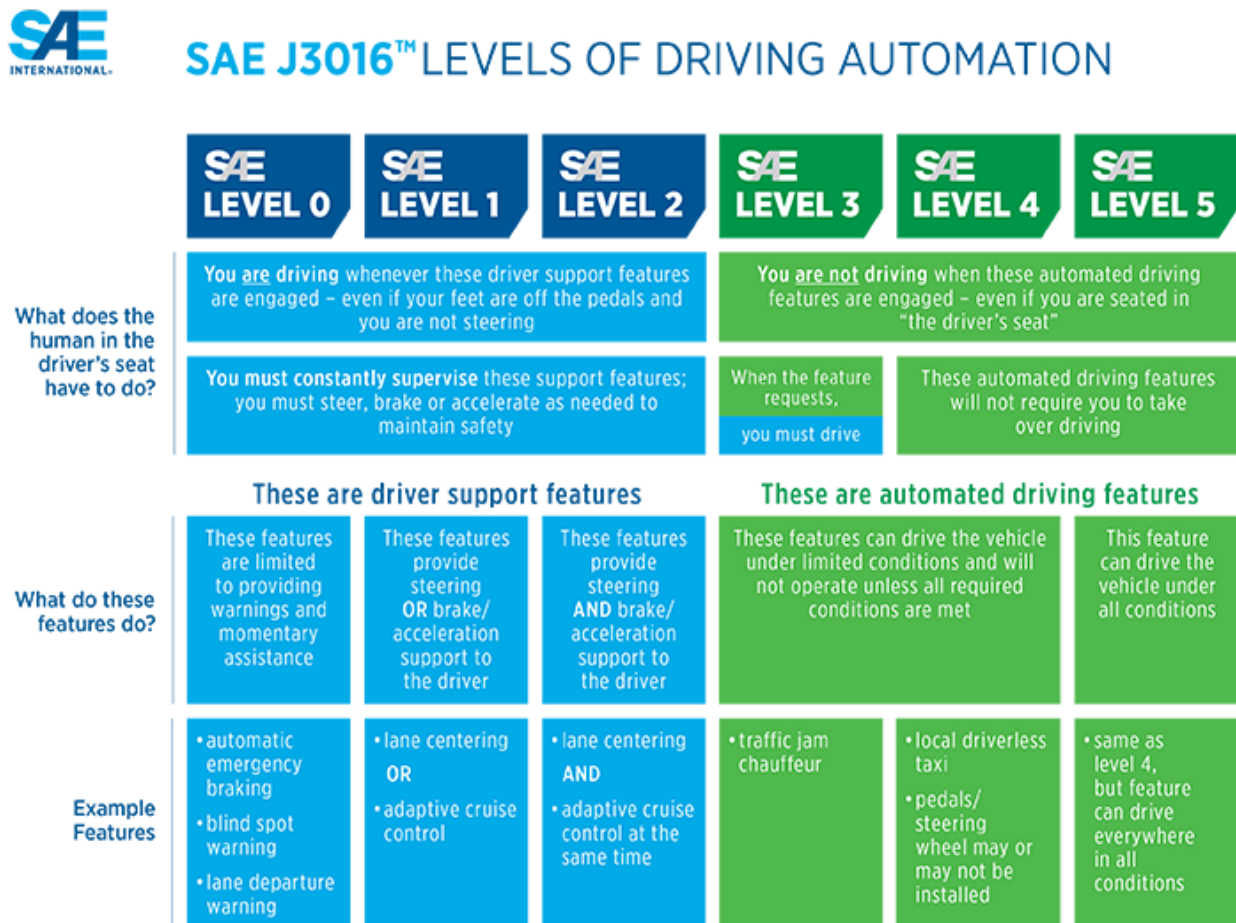 SAE
INTERNATIONAL®
SAE J3016™ LEVELS OF DRIVING AUTOMATION
SAE
LEVEL 0
SAE
LEVEL 1
SAE
LEVEL 2
SAE
LEVEL 3
SAE
LEVEL 4
SAE
LEVEL 5
What does the
human in the
driver's seat
have to do?
You are driving whenever these driver support features
are engaged – even if your feet are off the pedals and
you are not steering
You are not driving when these automated driving
features are engaged – even if you are seated in
"the driver's seat"
You must constantly supervise these support features;
you must steer, brake or accelerate as needed to
maintain safety
When the feature
requests,
you must drive
These automated driving features
will not require you to take
over driving
These are driver support features
These are automated driving features
What do these
features do?
These features
are limited
to providing
warnings and
momentary
assistance
These features
provide
steering
OR brake/
acceleration
support to
the driver
These features
provide
steering
AND brake/
acceleration
support to
the driver
These features can drive the vehicle
under limited conditions and will
not operate unless all required
conditions are met
This feature
can drive the
vehicle under
all conditions
Example
Features
• automatic
emergency
braking
• blind spot
warning
• lane departure
warning
• lane centering
OR
• adaptive cruise
control
• lane centering
AND
• adaptive cruise
control at the
same time
• traffic jam
chauffeur
• local driverless
taxi
• pedals/
steering
wheel may or
may not be
installed
• same as
level 4,
but feature
can drive
everywhere
in all
conditions